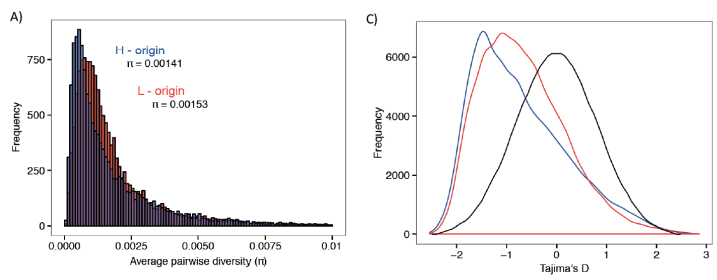 A)
H - origin
π = 0.00141
L - origin
π = 0.00153
Frequency
750
500
250
0
0.0000
0.0025
0.0050
0.0075
0.01
Average pairwise diversity (π)
C)
Frequency
6000
4000
2000
0
−2
−1
0
1
2
3
Tajima's D